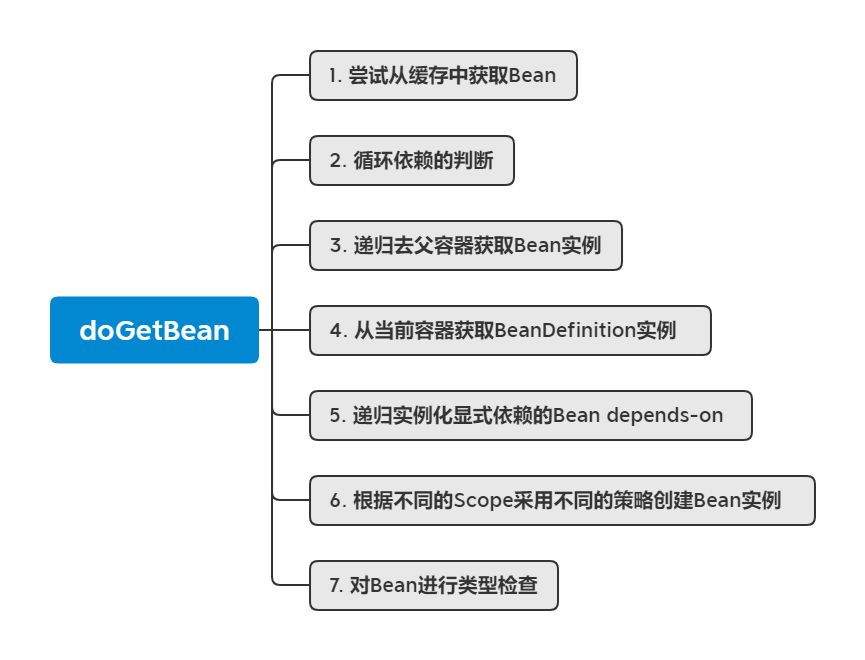 doGetBean
1. 尝试从缓存中获取Bean
2. 循环依赖的判断
3. 递归去父容器获取Bean实例
4. 从当前容器获取BeanDefinition实例
5. 递归实例化显式依赖的Bean depends-on
6. 根据不同的Scope采用不同的策略创建Bean实例
7. 对Bean进行类型检查